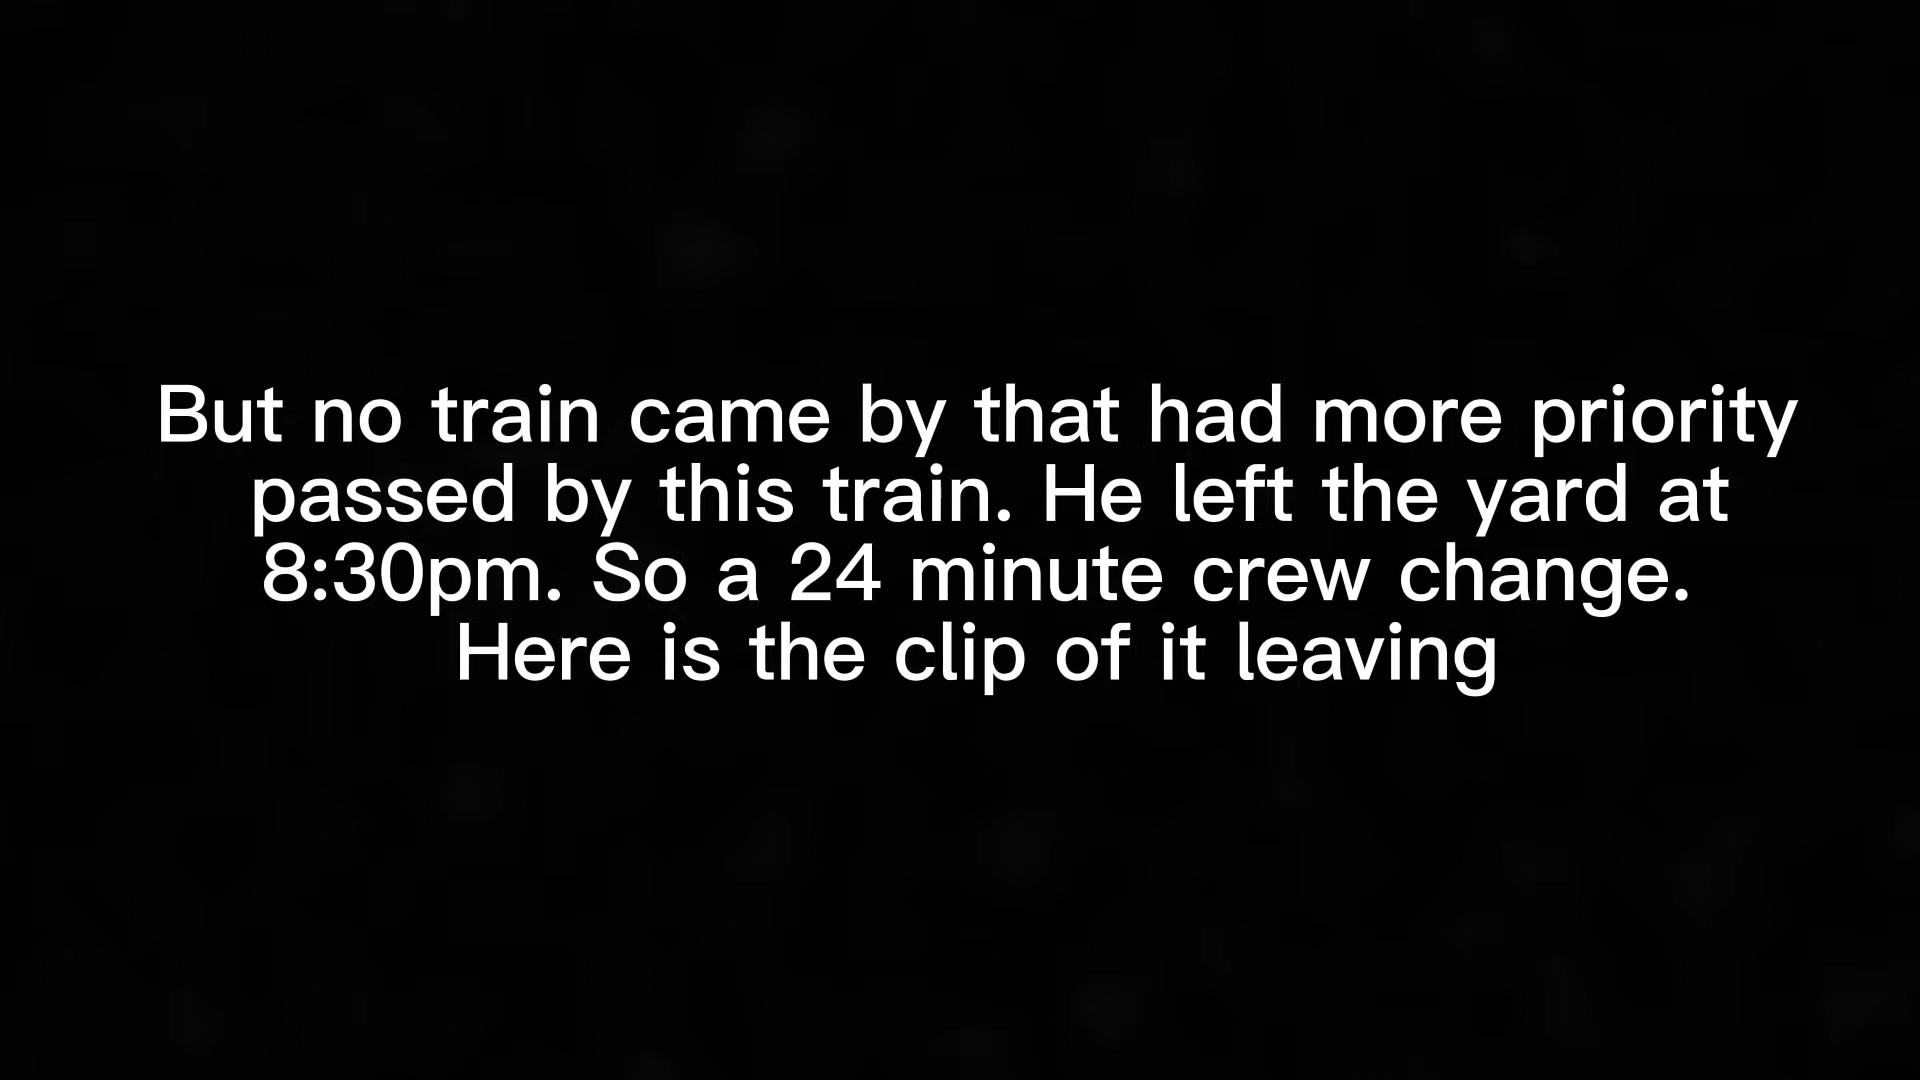 But no train came by that had more priority
passed by this train. He left the yard at
8:30pm. So a 24 minute crew change.
Here is the clip of it leaving